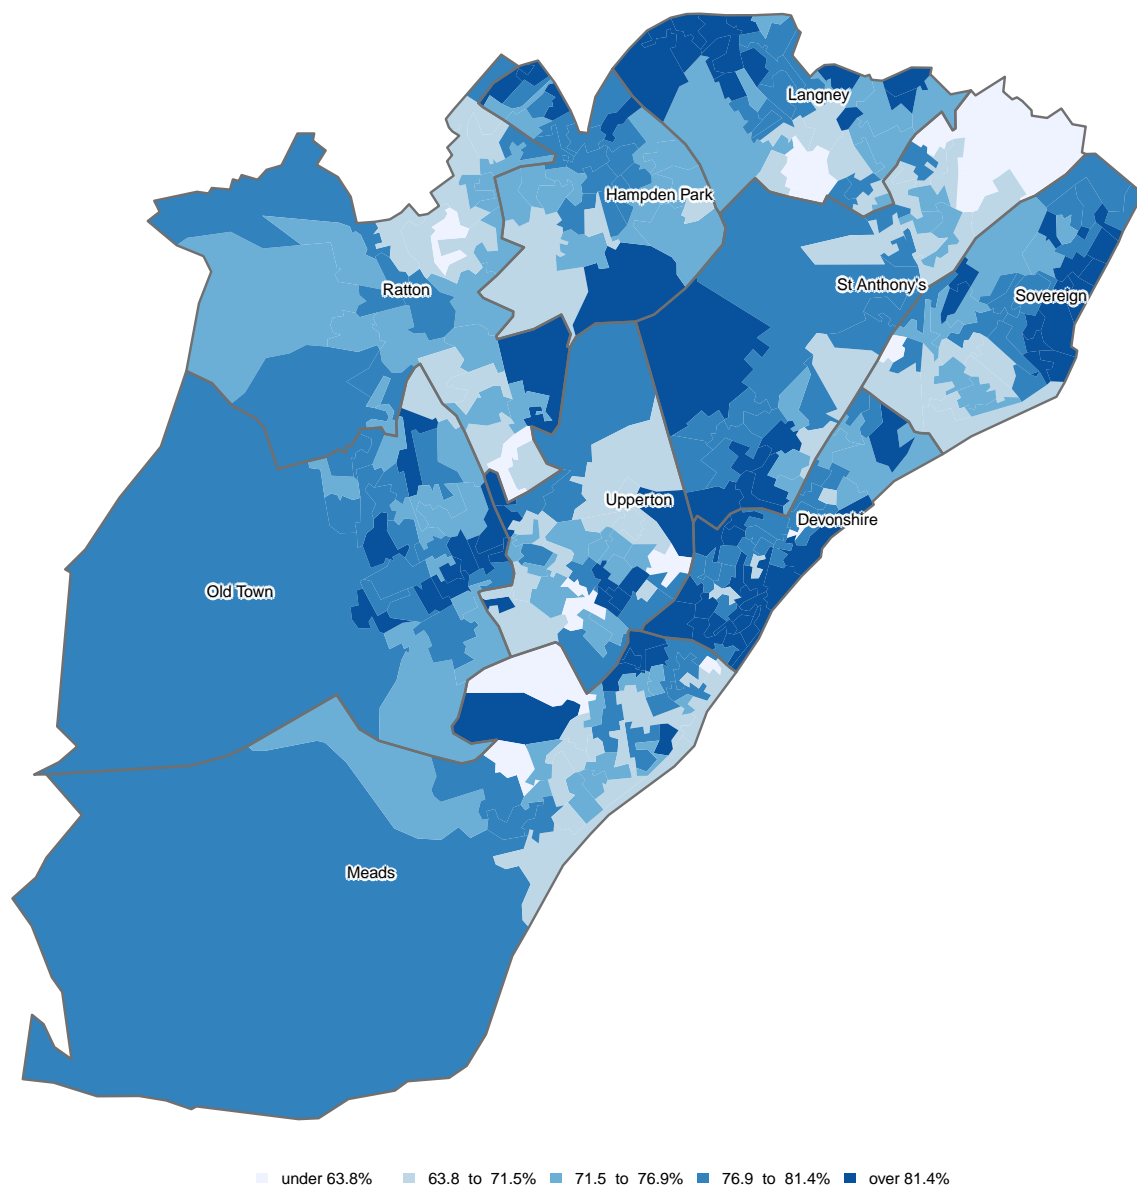 Langney
Hampden Park
Ratton
St Anthony's
Sovereign
Upperton
Devonshire
Old Town
Meads
under 63.8% 63.8 to 71.5% 71.5 to 76.9% 76.9 to 81.4% over 81.4%